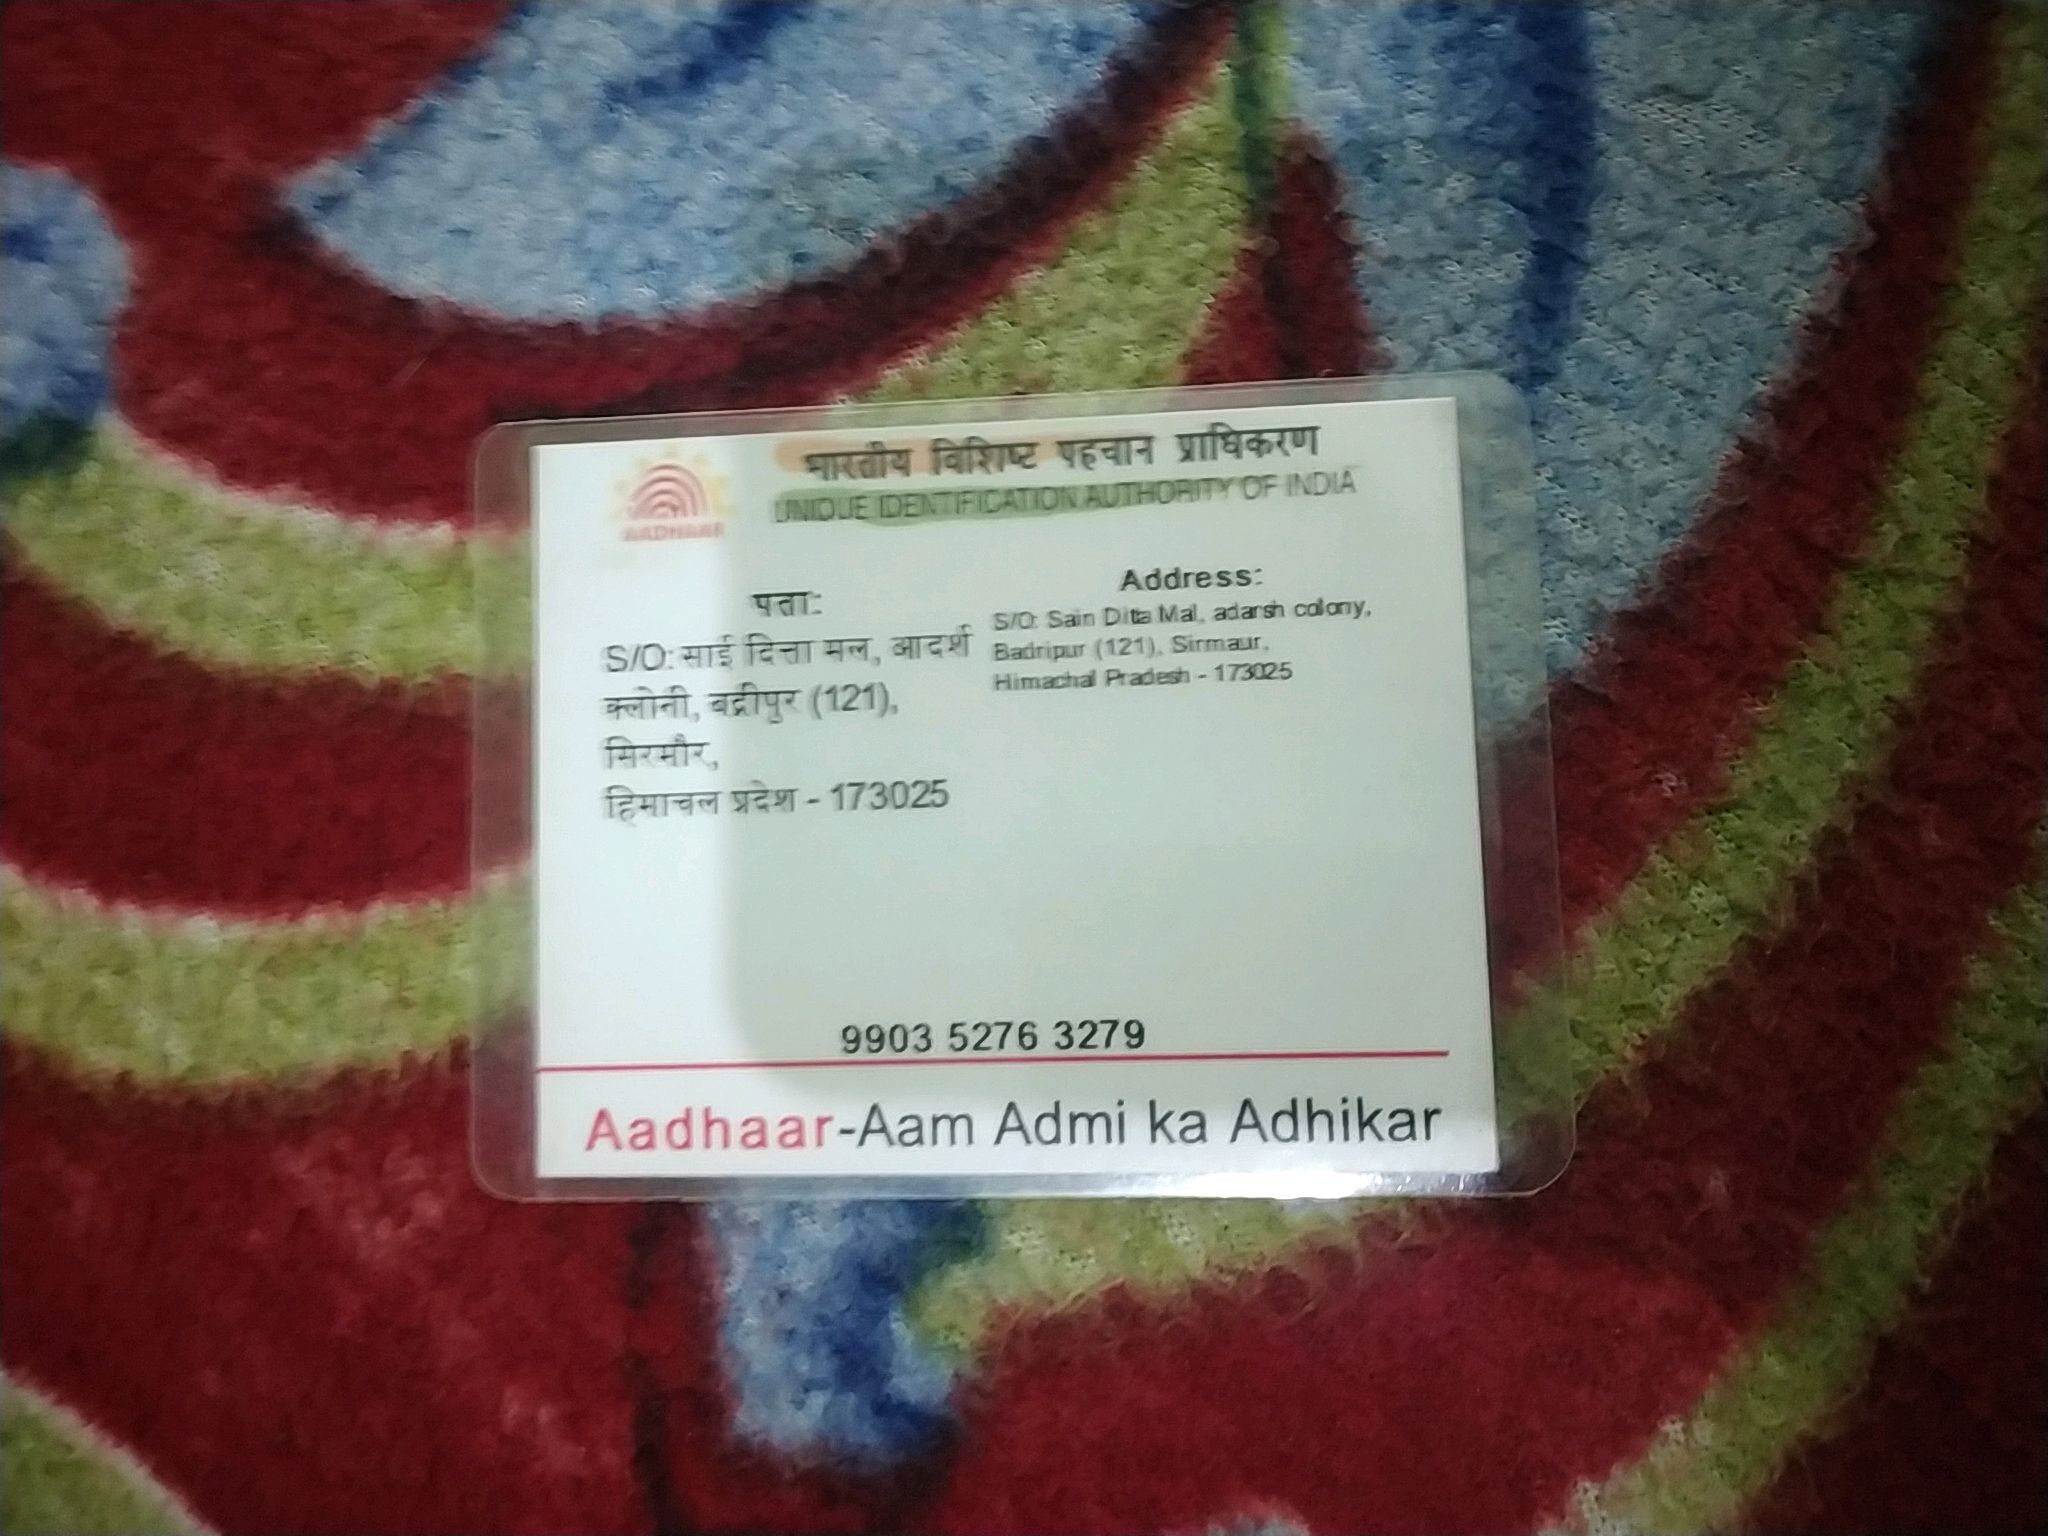 भारतीय विशिष्ट पहचान प्राधिकरण
UNIQUE IDENTIFICATION AUTHORITY OF INDIA
AADHAAR
पता:
S/O: साई दित्ता मल, आदर्श
क्लोनी, बद्रीपुर (121),
सिरमौर,
हिमाचल प्रदेश - 173025
Address:
S/O: Sain Ditta Mal, adarsh colony,
Badripur (121), Sirmaur,
Himachal Pradesh - 173025
9903 5276 3279
Aadhaar-Aam Admi ka Adhikar